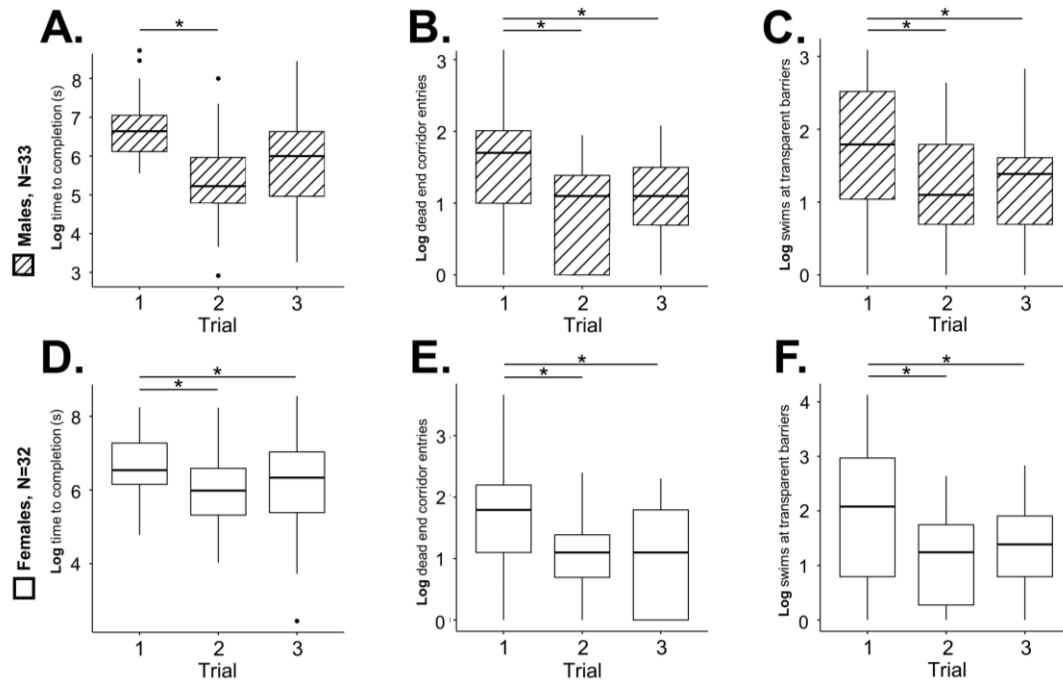 A.
*
Males, N=33
Log time to completion (s)
8
7
6
5
4
3
1 2 3
Trial
B.
*
*
Log dead end corridor entries
3
2
1
0
1 2 3
Trial
C.
*
*
Log swims at transparent barriers
3
2
1
0
1 2 3
Trial
D.
*
*
Females, N=32
Log time to completion (s)
8
6
4
1 2 3
Trial
E.
*
*
Log dead end corridor entries
3
2
1
0
1 2 3
Trial
F.
*
*
Log swims at transparent barriers
4
3
2
1
0
1 2 3
Trial